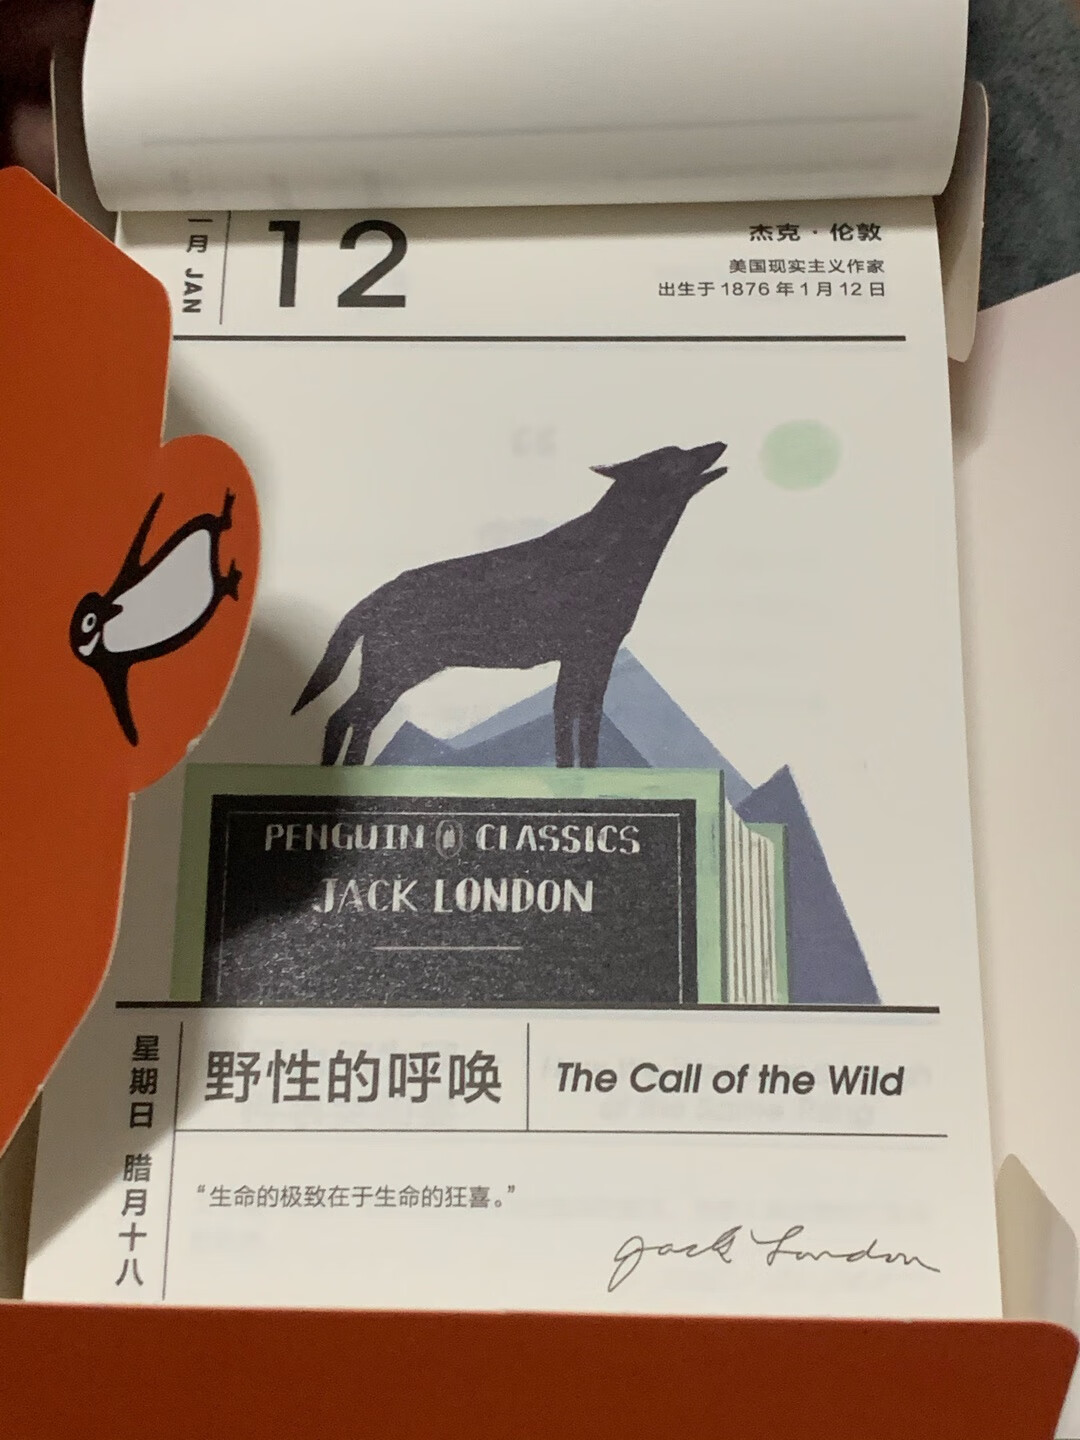 一月 JAN
12
杰克·伦敦
美国现实主义作家
出生于1876年1月12日
PENGUIN CLASSICS
JACK LONDON
星期日 腊月十八
野性的呼唤
The Call of the Wild
“生命的极致在于生命的狂喜。”
Jack London